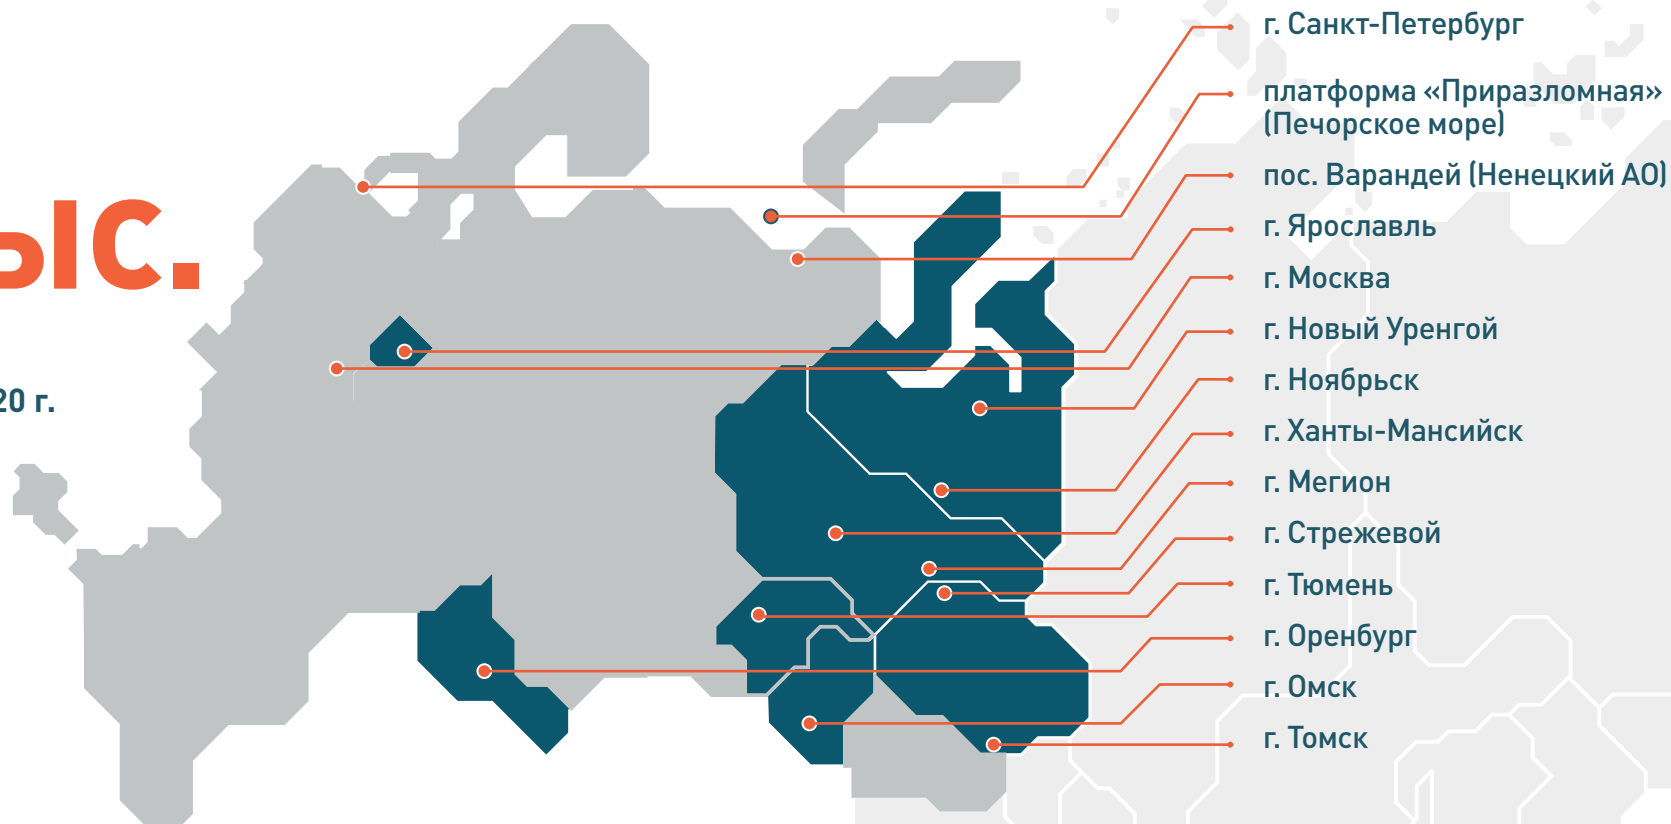 ыс.
20 г.
г. Санкт-Петербург
платформа «Приразломная»
(Печорское море)
пос. Варандей (Ненецкий АО)
г. Ярославль
г. Москва
г. Новый Уренгой
г. Ноябрьск
г. Ханты-Мансийск
г. Мегион
г. Стрежевой
г. Тюмень
г. Оренбург
г. Омск
г. Томск